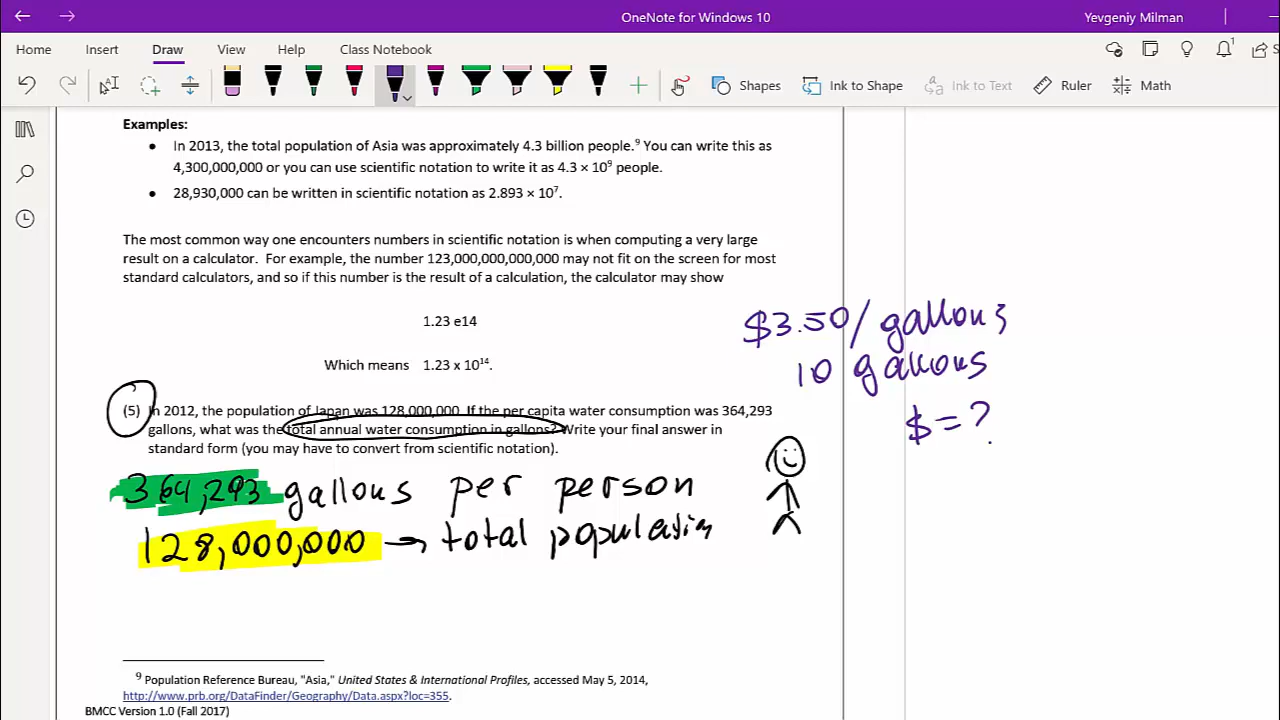 OneNote for Windows 10
Yevgeniy Milman
Home Insert Draw View Help Class Notebook
Shapes Ink to Shape Ink to Text Ruler Math
Examples:
• In 2013, the total population of Asia was approximately 4.3 billion people.⁹ You can write this as
4,300,000,000 or you can use scientific notation to write it as 4.3 × 10⁹ people.
• 28,930,000 can be written in scientific notation as 2.893 × 10⁷.
The most common way one encounters numbers in scientific notation is when computing a very large
result on a calculator. For example, the number 123,000,000,000,000 may not fit on the screen for most
standard calculators, and so if this number is the result of a calculation, the calculator may show
1.23 e14
Which means 1.23 x 10¹⁴.
$3.50/gallons
10 gallons
$=?
(5) In 2012, the population of Japan was 128,000,000. If the per capita water consumption was 364,293
gallons, what was the total annual water consumption in gallons? Write your final answer in
standard form (you may have to convert from scientific notation).
364,293 gallons per person
128,000,000 → total population
⁹ Population Reference Bureau, "Asia," United States & International Profiles, accessed May 5, 2014,
http://www.prb.org/DataFinder/Geography/Data.aspx?loc=355.
BMCC Version 1.0 (Fall 2017)